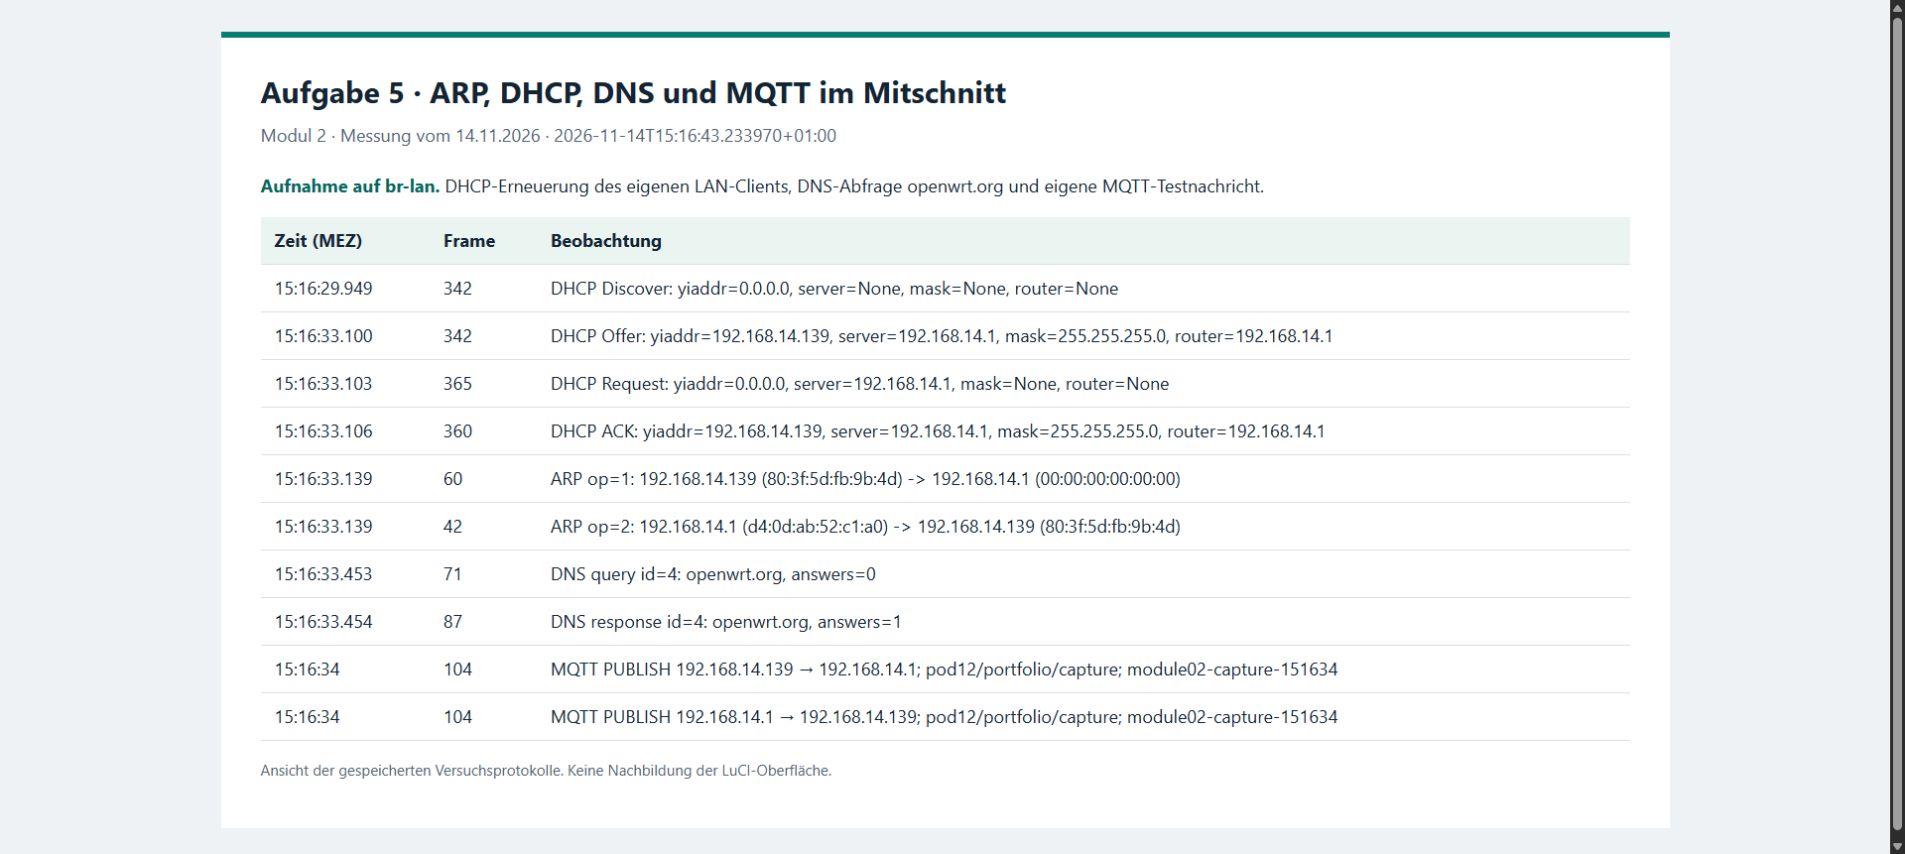 Aufgabe 5 · ARP, DHCP, DNS und MQTT im Mitschnitt
Modul 2 · Messung vom 14.11.2026 · 2026-11-14T15:16:43.233970+01:00
Aufnahme auf br-lan. DHCP-Erneuerung des eigenen LAN-Clients, DNS-Abfrage openwrt.org und eigene MQTT-Testnachricht.
Zeit (MEZ) Frame Beobachtung
15:16:29.949 342 DHCP Discover: yiaddr=0.0.0.0, server=None, mask=None, router=None
15:16:33.100 342 DHCP Offer: yiaddr=192.168.14.139, server=192.168.14.1, mask=255.255.255.0, router=192.168.14.1
15:16:33.103 365 DHCP Request: yiaddr=0.0.0.0, server=192.168.14.1, mask=None, router=None
15:16:33.106 360 DHCP ACK: yiaddr=192.168.14.139, server=192.168.14.1, mask=255.255.255.0, router=192.168.14.1
15:16:33.139 60 ARP op=1: 192.168.14.139 (80:3f:5d:fb:9b:4d) -> 192.168.14.1 (00:00:00:00:00:00)
15:16:33.139 42 ARP op=2: 192.168.14.1 (d4:0d:ab:52:c1:a0) -> 192.168.14.139 (80:3f:5d:fb:9b:4d)
15:16:33.453 71 DNS query id=4: openwrt.org, answers=0
15:16:33.454 87 DNS response id=4: openwrt.org, answers=1
15:16:34 104 MQTT PUBLISH 192.168.14.139 → 192.168.14.1; pod12/portfolio/capture; module02-capture-151634
15:16:34 104 MQTT PUBLISH 192.168.14.1 → 192.168.14.139; pod12/portfolio/capture; module02-capture-151634
Ansicht der gespeicherten Versuchsprotokolle. Keine Nachbildung der LuCI-Oberfläche.